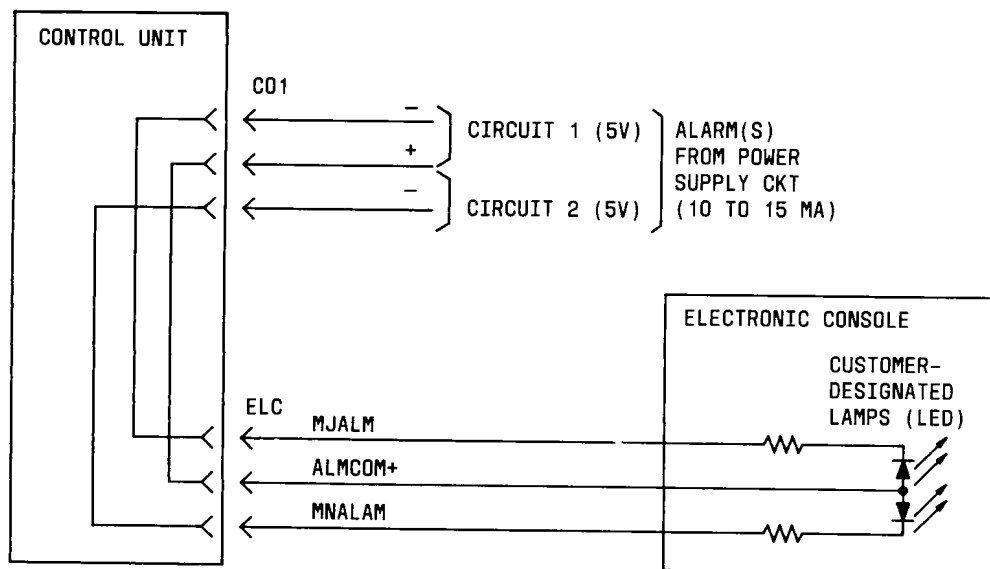 CONTROL UNIT
CO1
−
CIRCUIT 1 (5V)
+
−
CIRCUIT 2 (5V)
ALARM(S)
FROM POWER
SUPPLY CKT
(10 TO 15 MA)
ELECTRONIC CONSOLE
CUSTOMER-
DESIGNATED
LAMPS (LED)
ELC
MJALM
ALMCOM+
MNALAM